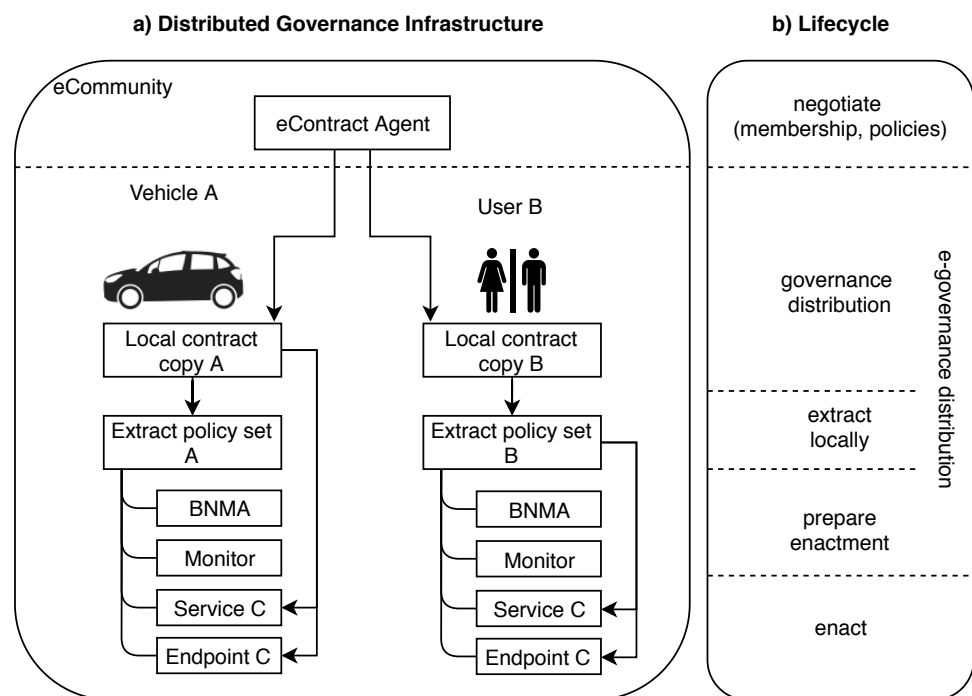 a) Distributed Governance Infrastructure
b) Lifecycle
eCommunity
eContract Agent
Vehicle A
User B
Local contract
copy A
Local contract
copy B
Extract policy set
A
Extract policy set
B
BNMA
Monitor
Service C
Endpoint C
BNMA
Monitor
Service C
Endpoint C
negotiate
(membership, policies)
governance
distribution
extract
locally
prepare
enactment
e-governance distribution
enact